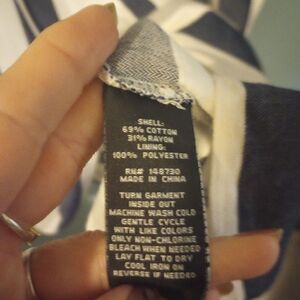 SHELL:
69% COTTON
31% RAYON
LINING:
100% POLYESTER
RN# 148730
MADE IN CHINA
TURN GARMENT
INSIDE OUT
MACHINE WASH COLD
GENTLE CYCLE
WITH LIKE COLORS
ONLY NON-CHLORINE
BLEACH WHEN NEEDED
LAY FLAT TO DRY
COOL IRON ON
REVERSE IF NEEDED